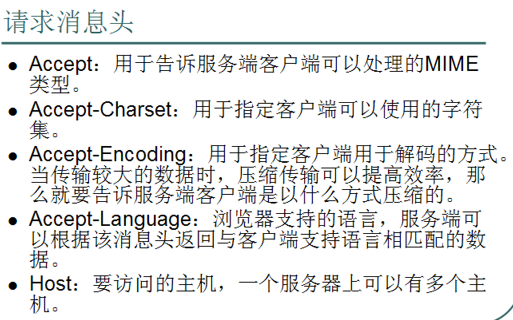 请求消息头
● Accept：用于告诉服务端客户端可以处理的MIME
类型。
● Accept-Charset：用于指定客户端可以使用的字符
集。
● Accept-Encoding：用于指定客户端用于解码的方式。
当传输较大的数据时，压缩传输可以提高效率，那
么就要告诉服务端客户端是以什么方式压缩的。
● Accept-Language：浏览器支持的语言，服务端可
以根据该消息头返回与客户端支持语言相匹配的数
据。
● Host：要访问的主机，一个服务器上可以有多个主
机。